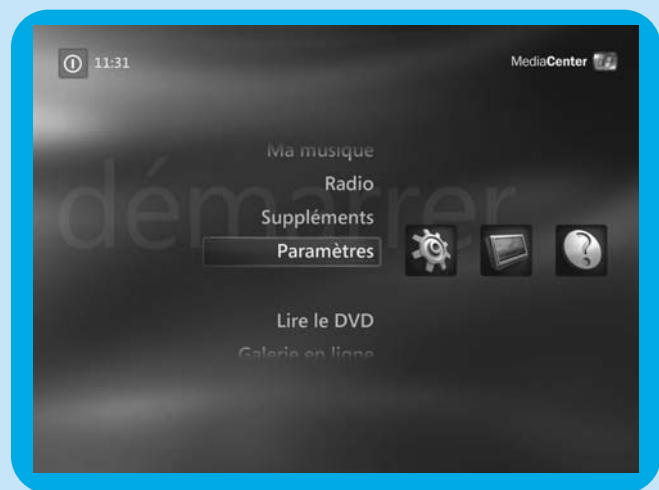 11:31
MediaCenter
démarrer
Ma musique
Radio
Suppléments
Paramètres
Lire le DVD
Galerie en ligne